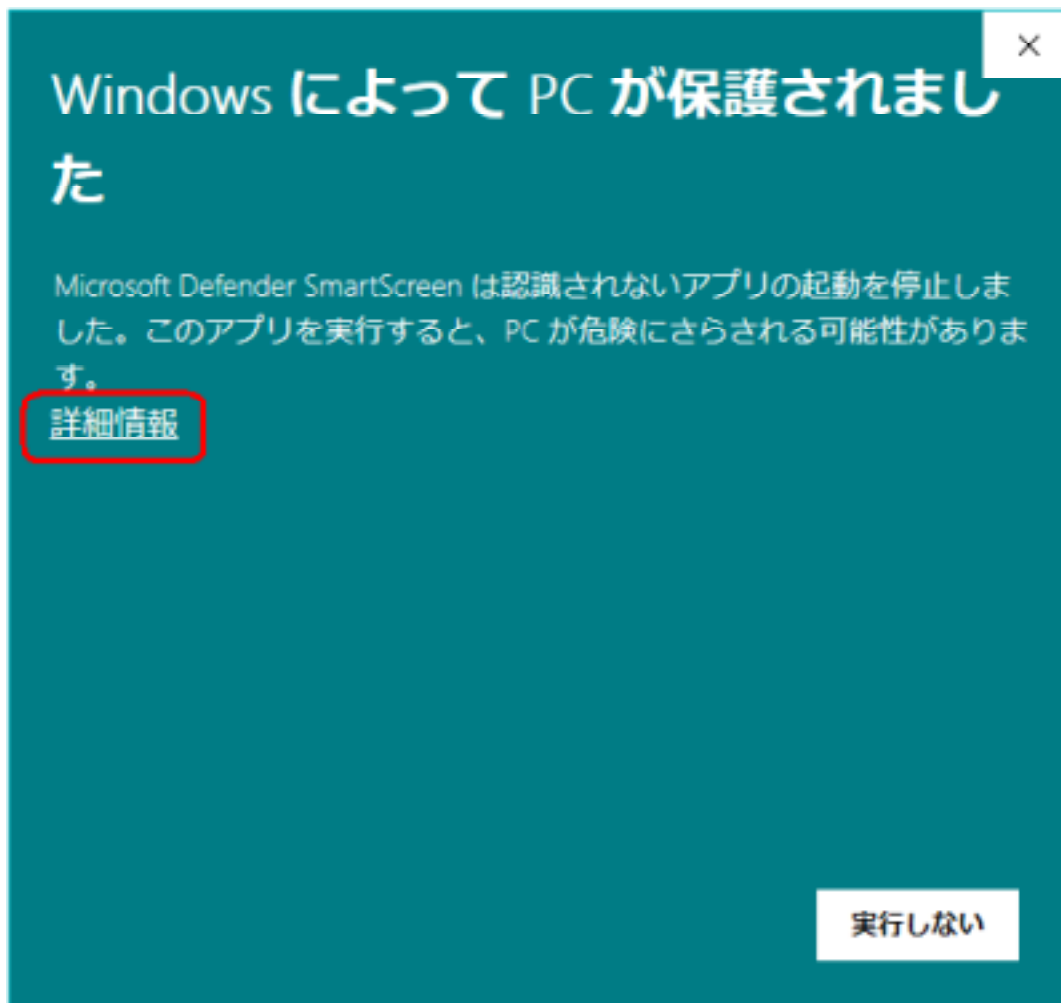 Windows によって PC が保護されまし
た
Microsoft Defender SmartScreen は認識されないアプリの起動を停止しま
した。このアプリを実行すると、PC が危険にさらされる可能性がありま
す。
詳細情報
実行しない